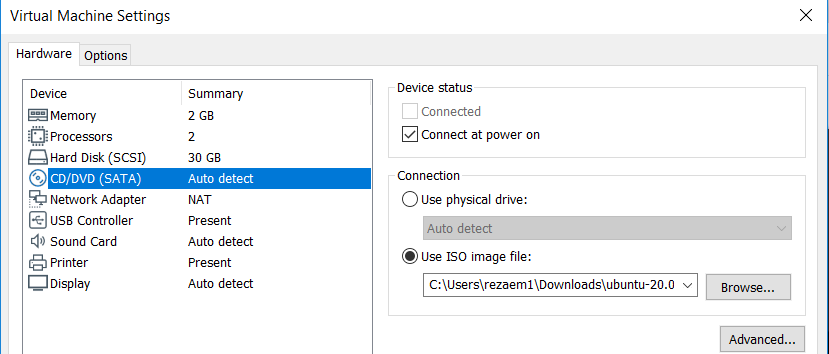 Virtual Machine Settings
Hardware Options
Device Summary
Memory 2 GB
Processors 2
Hard Disk (SCSI) 30 GB
CD/DVD (SATA) Auto detect
Network Adapter NAT
USB Controller Present
Sound Card Auto detect
Printer Present
Display Auto detect
Device status
Connected
Connect at power on
Connection
Use physical drive:
Auto detect
Use ISO image file:
C:\Users\rezaem1\Downloads\ubuntu-20.0
Browse...
Advanced...